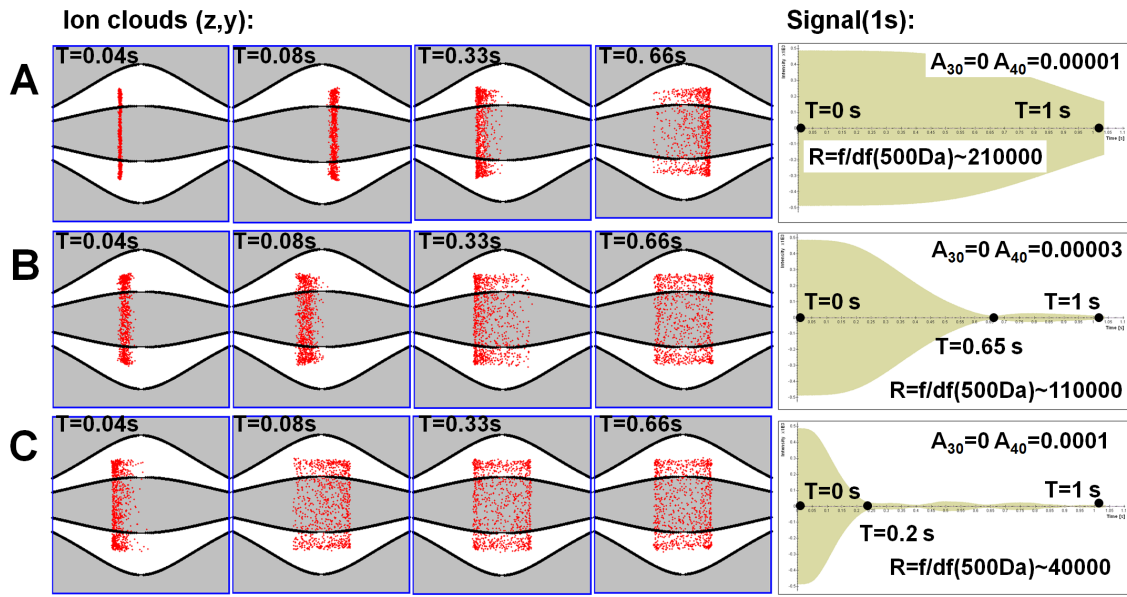 Ion clouds (z,y):
Signal(1s):
A
T=0.04s
T=0.08s
T=0.33s
T=0. 66s
A30=0 A40=0.00001
T=0 s
T=1 s
R=f/df(500Da)~210000
B
T=0.04s
T=0.08s
T=0.33s
T=0.66s
A30=0 A40=0.00003
T=0 s
T=1 s
T=0.65 s
R=f/df(500Da)~110000
C
T=0.04s
T=0.08s
T=0.33s
T=0.66s
A30=0 A40=0.0001
T=0 s
T=1 s
T=0.2 s
R=f/df(500Da)~40000